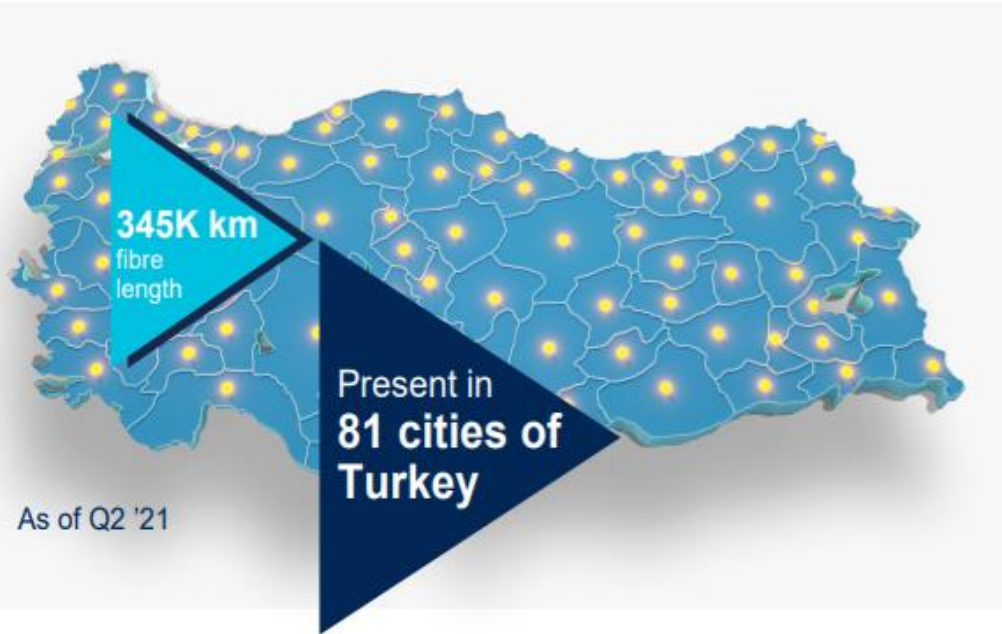 345K km
fibre
length
Present in
81 cities of
Turkey
As of Q2 '21